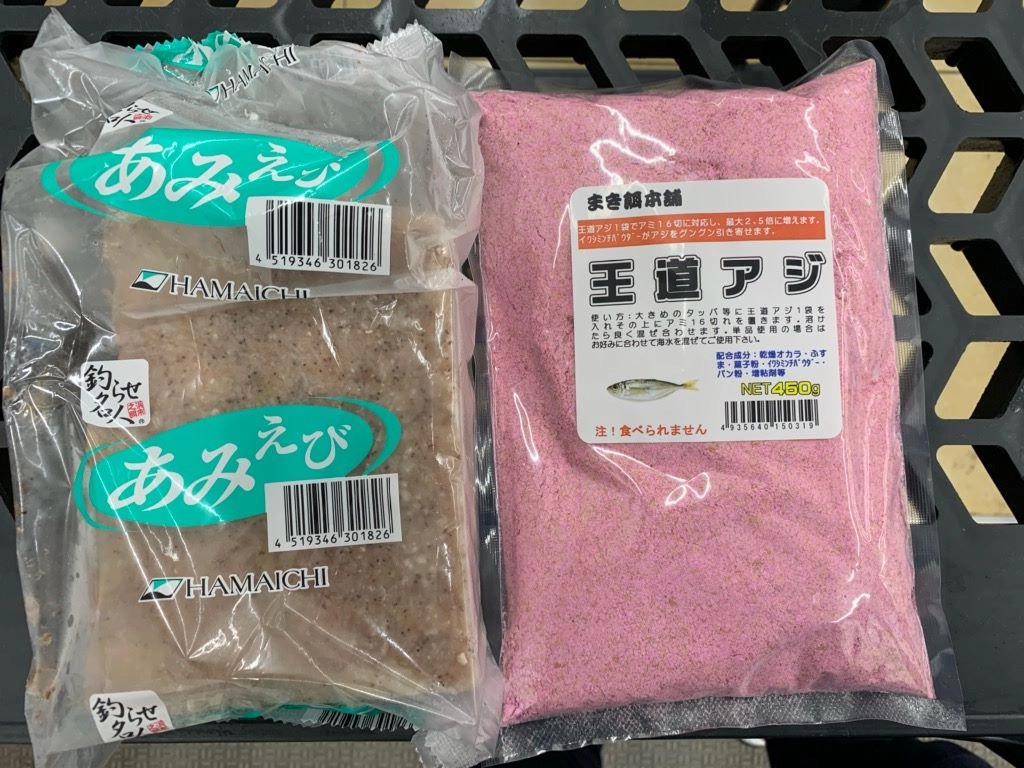 HAMAICHI
あみえび
4 519346 301826
HAMAICHI
釣らせ
名人
あみえび
4 519346 301826
HAMAICHI
釣らせ
名人
まき餌本舗
王道アジ1袋でアミ16切に対応し、最大2、5倍に増えます。
イワシミンチパウダーがアジをグングン引き寄せます。
王道アジ
使い方：大きめのタッパ等に王道アジ1袋を
入れその上にアミ16切れを置きます。溶け
たら良く混ぜ合わせます。単品使用の場合は
お好みに合わせて海水を混ぜてご使用下さい。
配合成分：乾燥オカラ・ふす
ま・菓子粉・イワシミンチパウダー・
パン粉・増粘剤等
NET450g
注！食べられません
4 935640 150319